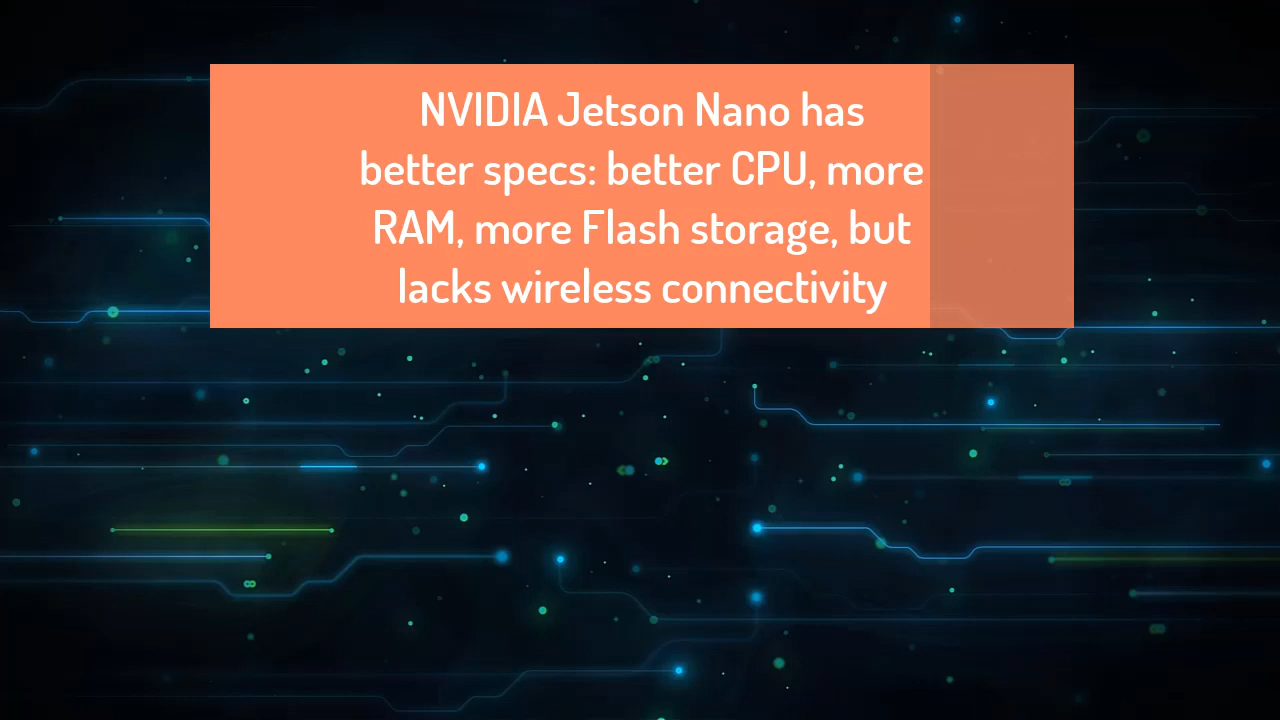 NVIDIA Jetson Nano has
better specs: better CPU, more
RAM, more Flash storage, but
lacks wireless connectivity